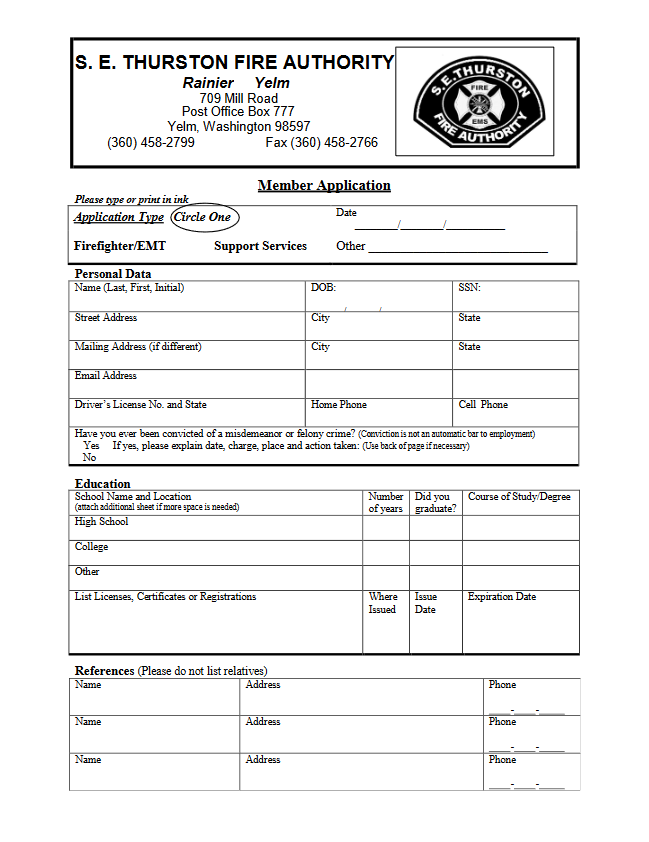 S. E. THURSTON FIRE AUTHORITY
Rainier Yelm
709 Mill Road
Post Office Box 777
Yelm, Washington 98597
(360) 458-2799 Fax (360) 458-2766
S.E. THURSTON
FIRE
EMS
FIRE AUTHORITY
Member Application
Please type or print in ink
Application Type Circle One Date
_______/_______/__________
Firefighter/EMT Support Services Other ______________________________
Personal Data
Name (Last, First, Initial) DOB: SSN:
/ /
Street Address City State
Mailing Address (if different) City State
Email Address
Driver's License No. and State Home Phone Cell Phone
Have you ever been convicted of a misdemeanor or felony crime? (Conviction is not an automatic bar to employment)
Yes If yes, please explain date, charge, place and action taken: (Use back of page if necessary)
No
Education
School Name and Location Number Did you Course of Study/Degree
(attach additional sheet if more space is needed) of years graduate?
High School
College
Other
List Licenses, Certificates or Registrations Where Issue Expiration Date
Issued Date
References (Please do not list relatives)
Name Address Phone
____-____-_____
Name Address Phone
____-____-_____
Name Address Phone
____-____-_____